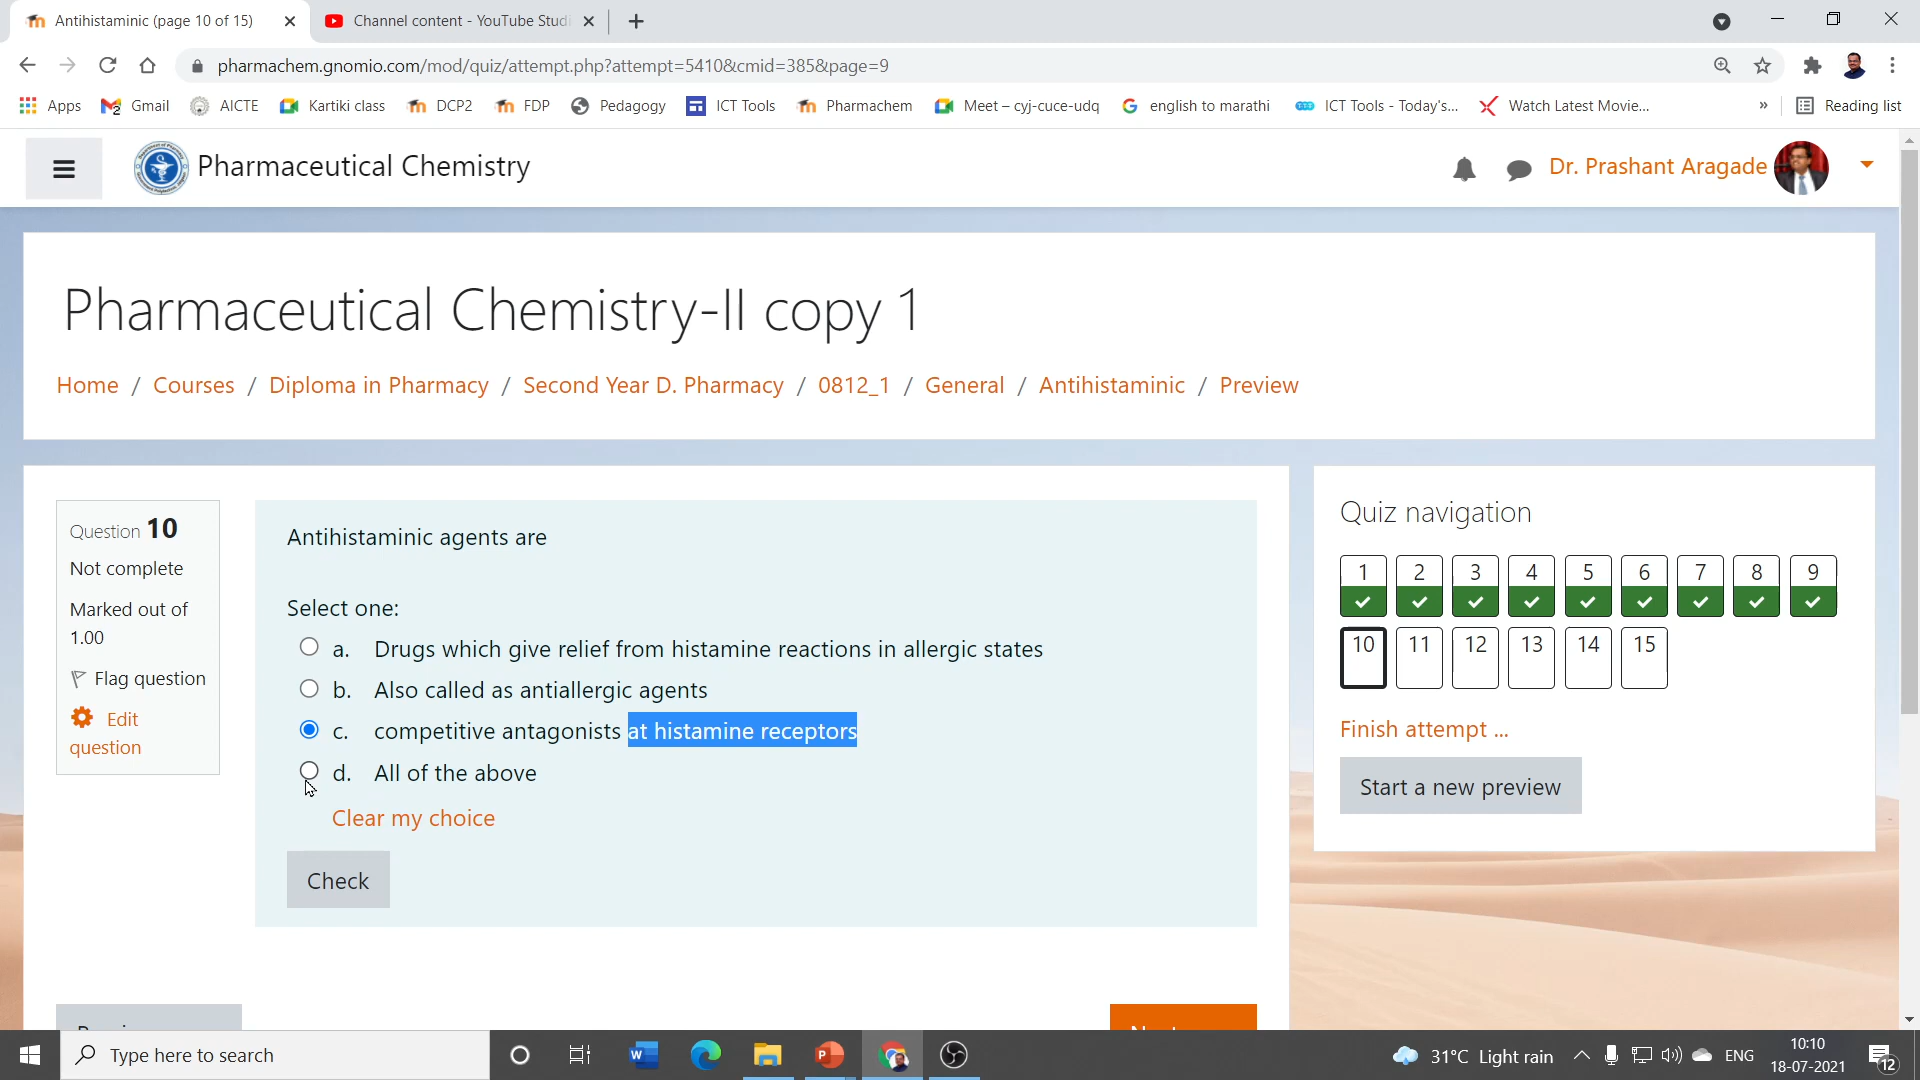 Antihistaminic (page 10 of 15)
Channel content - YouTube Studi
pharmachem.gnomio.com/mod/quiz/attempt.php?attempt=5410&cmid=385&page=9
Apps Gmail AICTE Kartiki class DCP2 FDP Pedagogy ICT Tools Pharmachem Meet – cyj-cuce-udq english to marathi ICT Tools - Today's... Watch Latest Movie... » Reading list
Pharmaceutical Chemistry
Dr. Prashant Aragade
Pharmaceutical Chemistry-II copy 1
Home / Courses / Diploma in Pharmacy / Second Year D. Pharmacy / 0812_1 / General / Antihistaminic / Preview
Question 10
Not complete
Marked out of
1.00
Flag question
Edit
question
Antihistaminic agents are
Select one:
a. Drugs which give relief from histamine reactions in allergic states
b. Also called as antiallergic agents
c. competitive antagonists at histamine receptors
d. All of the above
Clear my choice
Check
Quiz navigation
1 2 3 4 5 6 7 8 9
10 11 12 13 14 15
Finish attempt ...
Start a new preview
Type here to search
31°C Light rain
ENG
10:10
18-07-2021
12